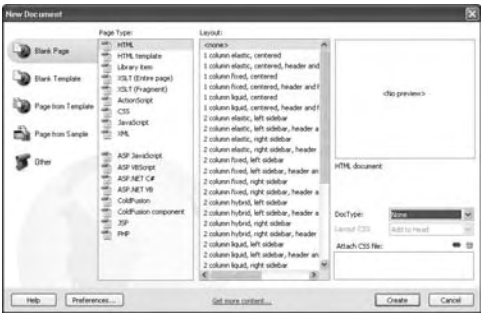 New Document
Blank Page
Blank Template
Page from Template
Page from Sample
Other
Page Type:
HTML
HTML template
Library item
XSLT (Entire page)
XSLT (Fragment)
ActionScript
CSS
JavaScript
XML
ASP JavaScript
ASP VBScript
ASP.NET C#
ASP.NET VB
ColdFusion
ColdFusion component
JSP
PHP
Layout:
<none>
1 column elastic, centered
1 column elastic, centered, header and
1 column fixed, centered
1 column fixed, centered, header and f
1 column liquid, centered
1 column liquid, centered, header and f
2 column elastic, left sidebar
2 column elastic, left sidebar, header a
2 column elastic, right sidebar
2 column elastic, right sidebar, header
2 column fixed, left sidebar
2 column fixed, left sidebar, header an
2 column fixed, right sidebar
2 column fixed, right sidebar, header a
2 column hybrid, left sidebar
2 column hybrid, left sidebar, header a
2 column hybrid, right sidebar
2 column hybrid, right sidebar, header
2 column liquid, left sidebar
2 column liquid, left sidebar, header an
2 column liquid, right sidebar
<No preview>
HTML document
DocType:
None
Layout CSS:
Add to Head
Attach CSS file:
Help
Preferences...
Get more content...
Create
Cancel